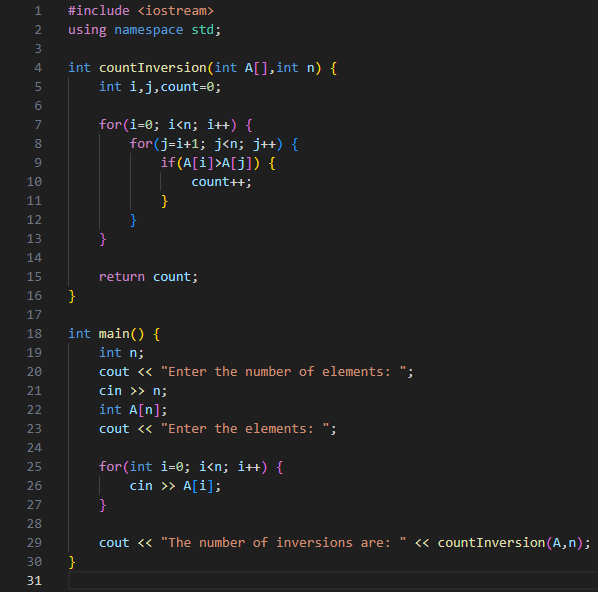 1 #include <iostream>
2 using namespace std;
3
4 int countInversion(int A[],int n) {
5     int i,j,count=0;
6
7     for(i=0; i<n; i++) {
8         for(j=i+1; j<n; j++) {
9             if(A[i]>A[j]) {
10                 count++;
11             }
12         }
13     }
14
15     return count;
16 }
17
18 int main() {
19     int n;
20     cout << "Enter the number of elements: ";
21     cin >> n;
22     int A[n];
23     cout << "Enter the elements: ";
24
25     for(int i=0; i<n; i++) {
26         cin >> A[i];
27     }
28
29     cout << "The number of inversions are: " << countInversion(A,n);
30 }
31